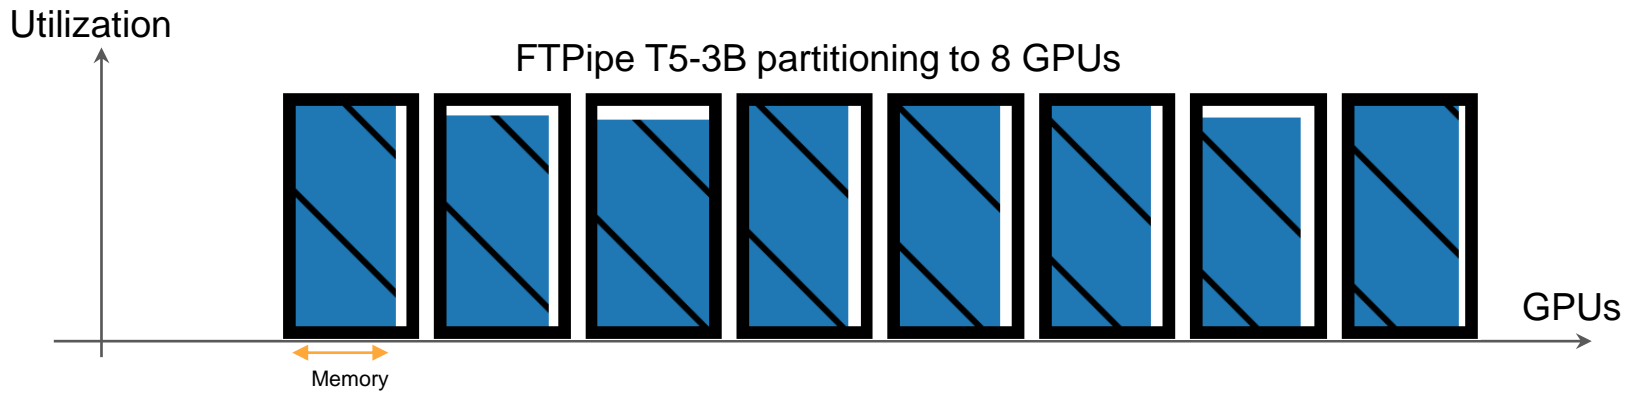 Utilization
FTPipe T5-3B partitioning to 8 GPUs
GPUs
Memory